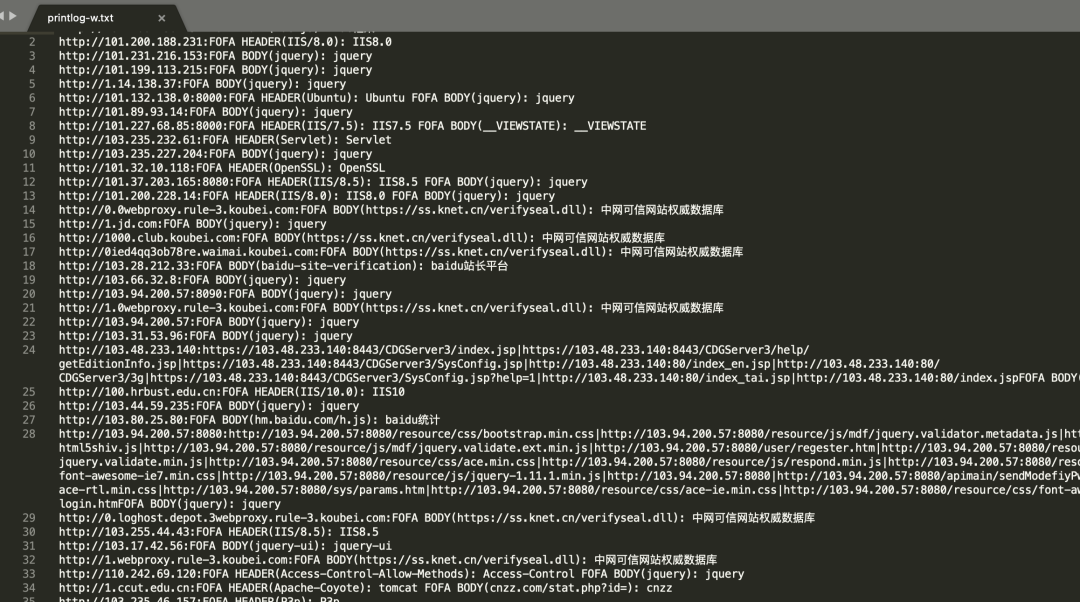 printlog-w.txt
2 http://101.200.188.231:FOFA HEADER(IIS/8.0): IIS8.0
3 http://101.231.216.153:FOFA BODY(jquery): jquery
4 http://101.199.113.215:FOFA BODY(jquery): jquery
5 http://1.14.138.37:FOFA BODY(jquery): jquery
6 http://101.132.138.0:8000:FOFA HEADER(Ubuntu): Ubuntu FOFA BODY(jquery): jquery
7 http://101.89.93.14:FOFA BODY(jquery): jquery
8 http://101.227.68.85:8000:FOFA HEADER(IIS/7.5): IIS7.5 FOFA BODY(__VIEWSTATE): __VIEWSTATE
9 http://103.235.232.61:FOFA HEADER(Servlet): Servlet
10 http://103.235.227.204:FOFA BODY(jquery): jquery
11 http://101.32.10.118:FOFA HEADER(OpenSSL): OpenSSL
12 http://101.37.203.165:8080:FOFA HEADER(IIS/8.5): IIS8.5 FOFA BODY(jquery): jquery
13 http://101.200.228.14:FOFA HEADER(IIS/8.0): IIS8.0 FOFA BODY(jquery): jquery
14 http://0.0webproxy.rule-3.koubei.com:FOFA BODY(https://ss.knet.cn/verifyseal.dll): 中网可信网站权威数据库
15 http://1.jd.com:FOFA BODY(jquery): jquery
16 http://1000.club.koubei.com:FOFA BODY(https://ss.knet.cn/verifyseal.dll): 中网可信网站权威数据库
17 http://0ied4qq3ob78re.waimai.koubei.com:FOFA BODY(https://ss.knet.cn/verifyseal.dll): 中网可信网站权威数据库
18 http://103.28.212.33:FOFA BODY(baidu-site-verification): baidu站长平台
19 http://103.66.32.8:FOFA BODY(jquery): jquery
20 http://103.94.200.57:8090:FOFA BODY(jquery): jquery
21 http://1.0webproxy.rule-3.koubei.com:FOFA BODY(https://ss.knet.cn/verifyseal.dll): 中网可信网站权威数据库
22 http://103.94.200.57:FOFA BODY(jquery): jquery
23 http://103.31.53.96:FOFA BODY(jquery): jquery
24 http://103.48.233.140:https://103.48.233.140:8443/CDGServer3/index.jsp|https://103.48.233.140:8443/CDGServer3/help/
getEditionInfo.jsp|https://103.48.233.140:8443/CDGServer3/SysConfig.jsp|http://103.48.233.140:80/index_en.jsp|http://103.48.233.140:80/
CDGServer3/3g|https://103.48.233.140:8443/CDGServer3/SysConfig.jsp?help=1|http://103.48.233.140:80/index_tai.jsp|http://103.48.233.140:80/index.jspFOFA BODY(
25 http://100.hrbust.edu.cn:FOFA HEADER(IIS/10.0): IIS10
26 http://103.44.59.235:FOFA BODY(jquery): jquery
27 http://103.80.25.80:FOFA BODY(hm.baidu.com/h.js): baidu统计
28 http://103.94.200.57:8080:http://103.94.200.57:8080/resource/css/bootstrap.min.css|http://103.94.200.57:8080/resource/js/mdf/jquery.validator.metadata.js|htt
html5shiv.js|http://103.94.200.57:8080/resource/js/mdf/jquery.validate.ext.min.js|http://103.94.200.57:8080/user/regester.htm|http://103.94.200.57:8080/resou
jquery.validate.min.js|http://103.94.200.57:8080/resource/css/ace.min.css|http://103.94.200.57:8080/resource/js/respond.min.js|http://103.94.200.57:8080/reso
font-awesome-ie7.min.css|http://103.94.200.57:8080/resource/js/jquery-1.11.1.min.js|http://103.94.200.57:8080|http://103.94.200.57:8080/apimain/sendModefiyPw
ace-rtl.min.css|http://103.94.200.57:8080/sys/params.htm|http://103.94.200.57:8080/resource/css/ace-ie.min.css|http://103.94.200.57:8080/resource/css/font-aw
login.htmFOFA BODY(jquery): jquery
29 http://0.loghost.depot.3webproxy.rule-3.koubei.com:FOFA BODY(https://ss.knet.cn/verifyseal.dll): 中网可信网站权威数据库
30 http://103.255.44.43:FOFA HEADER(IIS/8.5): IIS8.5
31 http://103.17.42.56:FOFA BODY(jquery-ui): jquery-ui
32 http://1.webproxy.rule-3.koubei.com:FOFA BODY(https://ss.knet.cn/verifyseal.dll): 中网可信网站权威数据库
33 http://110.242.69.120:FOFA HEADER(Access-Control-Allow-Methods): Access-Control FOFA BODY(jquery): jquery
34 http://1.ccut.edu.cn:FOFA HEADER(Apache-Coyote): tomcat FOFA BODY(cnzz.com/stat.php?id=): cnzz
35 http://103.235.46.157:FOFA HEADER(P3p): P3p